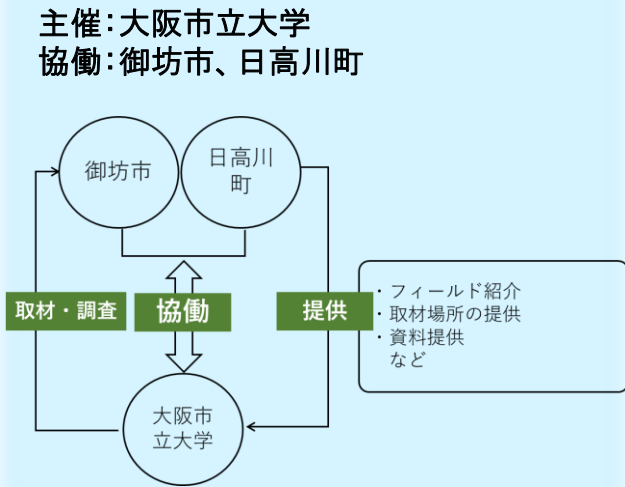 主催：大阪市立大学
協働：御坊市、日高川町
御坊市
日高川
町
取材・調査
協働
提供
・フィールド紹介
・取材場所の提供
・資料提供
など
大阪市
立大学